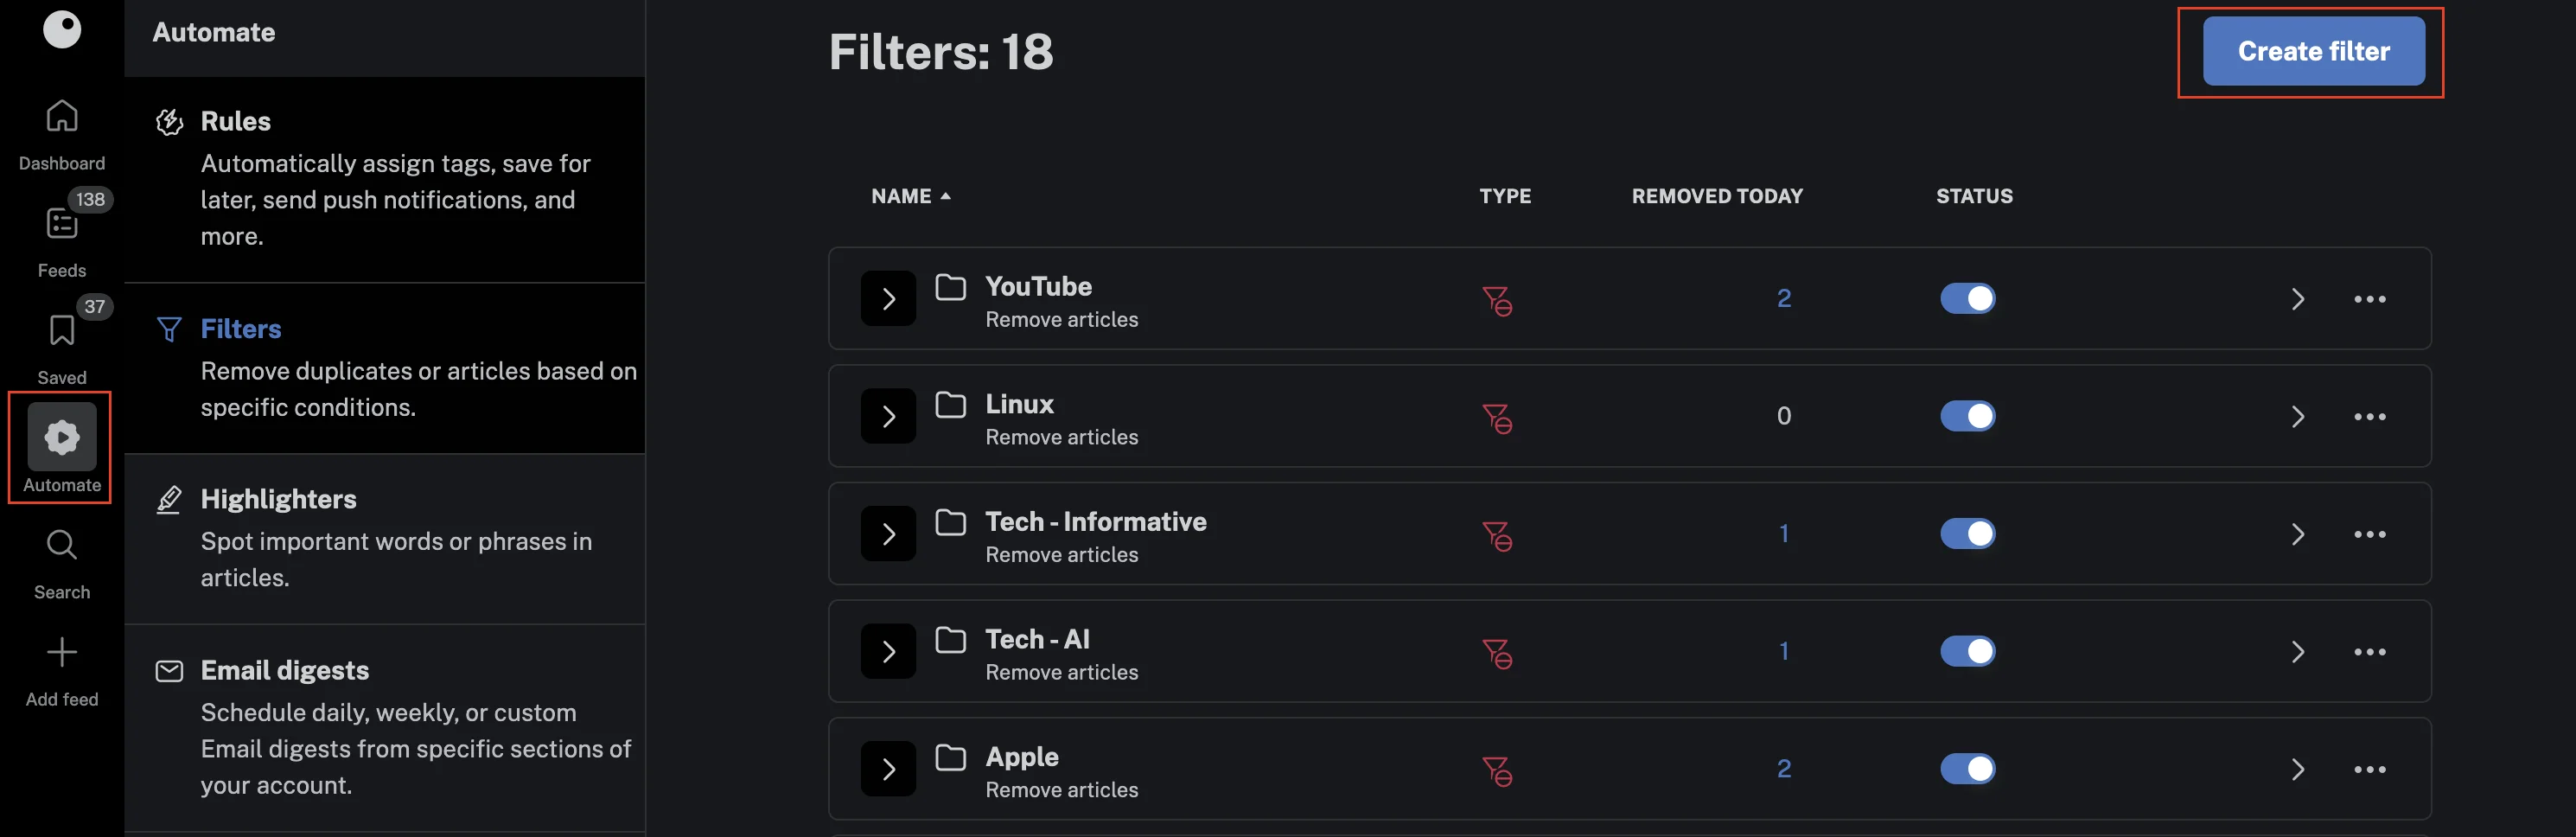 Dashboard
138
Feeds
37
Saved
Automate
Search
Add feed
Automate
Rules
Automatically assign tags, save for
later, send push notifications, and
more.
Filters
Remove duplicates or articles based on
specific conditions.
Highlighters
Spot important words or phrases in
articles.
Email digests
Schedule daily, weekly, or custom
Email digests from specific sections of
your account.
Filters: 18
Create filter
NAME TYPE REMOVED TODAY STATUS
YouTube
Remove articles
2
Linux
Remove articles
0
Tech - Informative
Remove articles
1
Tech - AI
Remove articles
1
Apple
Remove articles
2